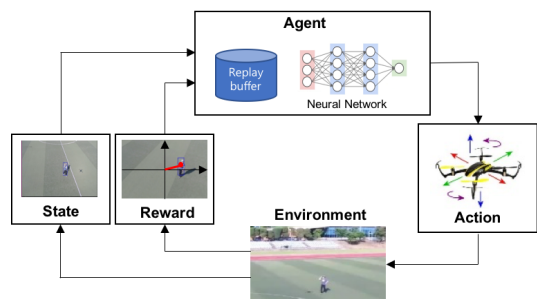 Agent
Replay
buffer
Neural Network
State
Reward
Environment
Action